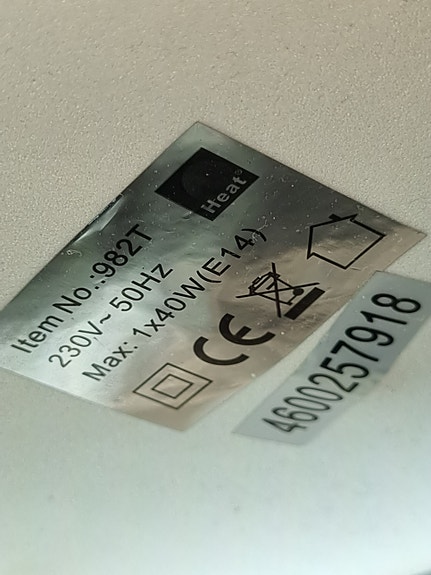 Heat®
Item No.:982T
230V~ 50Hz
Max: 1x40W(E14)
CE
4600257918